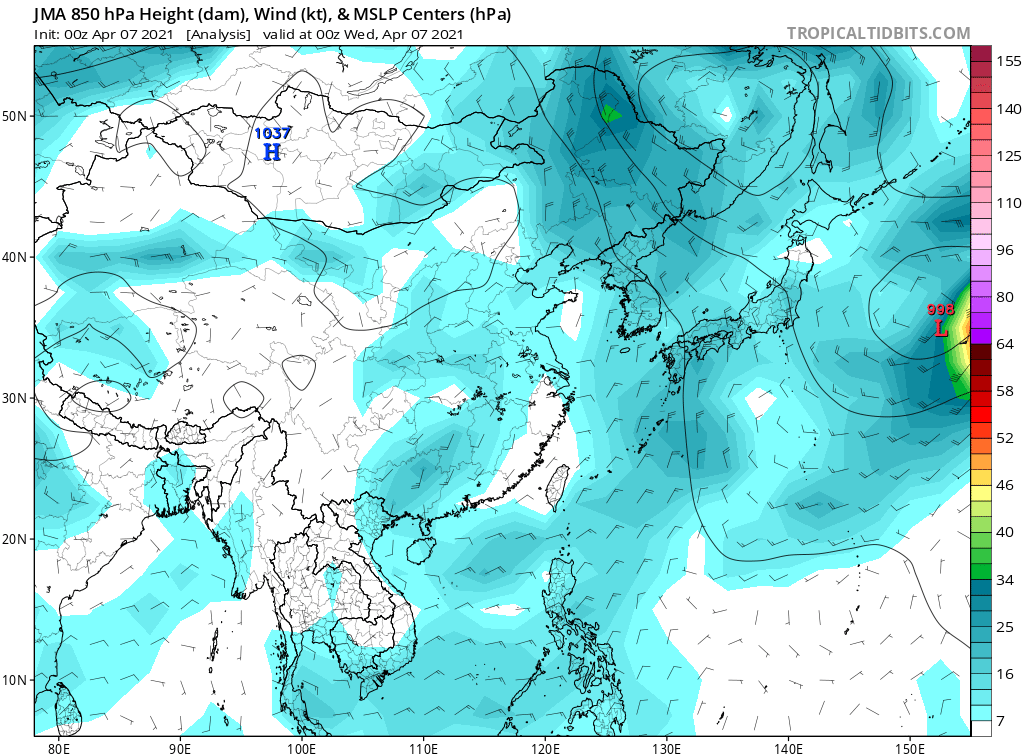 JMA 850 hPa Height (dam), Wind (kt), & MSLP Centers (hPa)
Init: 00z Apr 07 2021 [Analysis] valid at 00z Wed, Apr 07 2021
TROPICALTIDBITS.COM
155
140
125
110
96
80
64
58
52
46
40
34
25
16
7
50N
40N
30N
20N
10N
1037
H
998
L
80E
90E
100E
110E
120E
130E
140E
150E